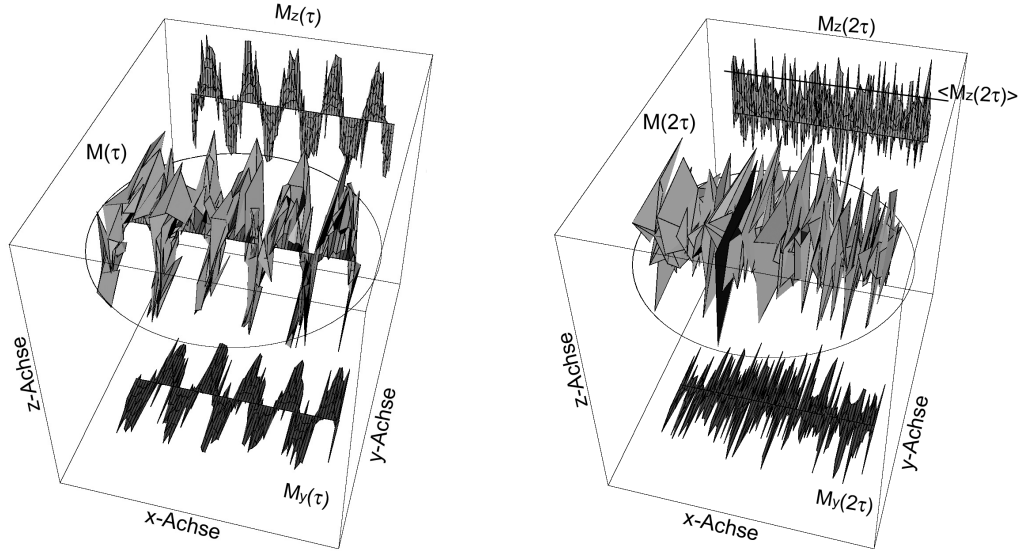 Mz(τ)
M(τ)
z-Achse
x-Achse
y-Achse
My(τ)
Mz(2τ)
<Mz(2τ)>
M(2τ)
z-Achse
x-Achse
y-Achse
My(2τ)